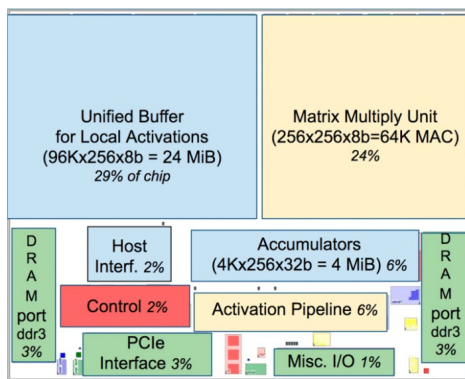 Unified Buffer
for Local Activations
(96Kx256x8b = 24 MiB)
29% of chip
Matrix Multiply Unit
(256x256x8b=64K MAC)
24%
D
R
A
M
port
ddr3
3%
Host
Interf. 2%
Accumulators
(4Kx256x32b = 4 MiB) 6%
Control 2%
Activation Pipeline 6%
PCIe
Interface 3%
Misc. I/O 1%
D
R
A
M
port
ddr3
3%